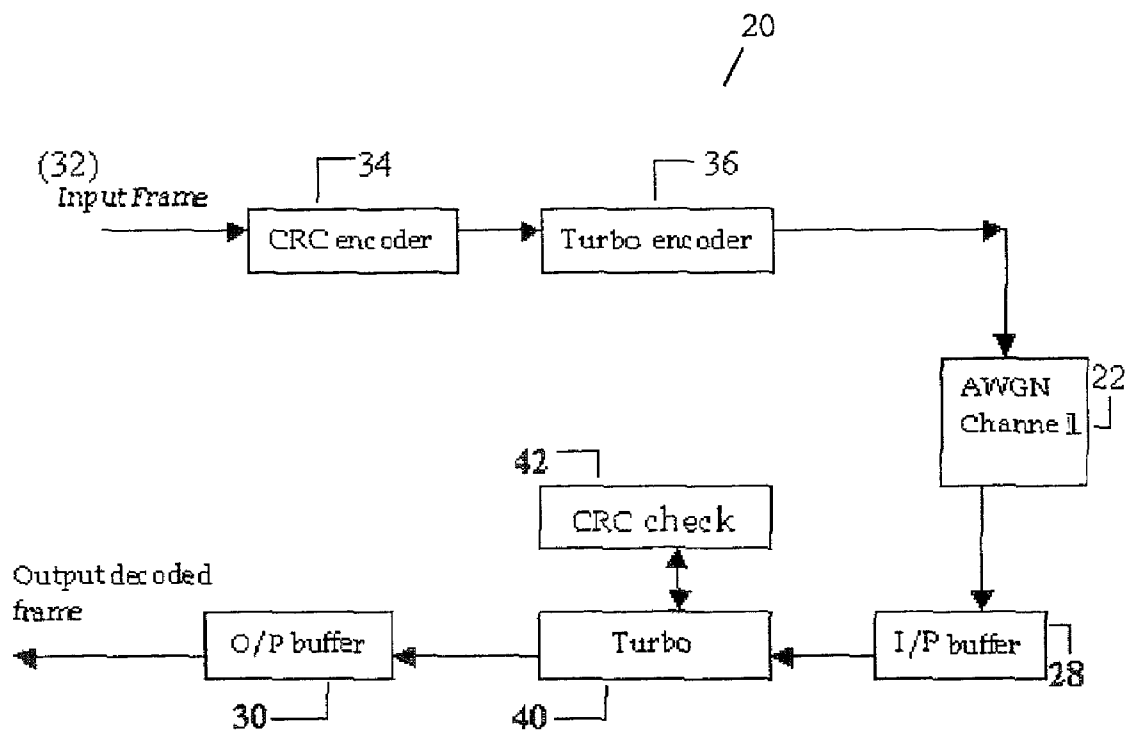 20
(32)
Input Frame
34
36
CRC encoder
Turbo encoder
AWGN
Channel
22
42
CRC check
Output decoded
frame
O/P buffer
Turbo
I/P buffer
28
30
40